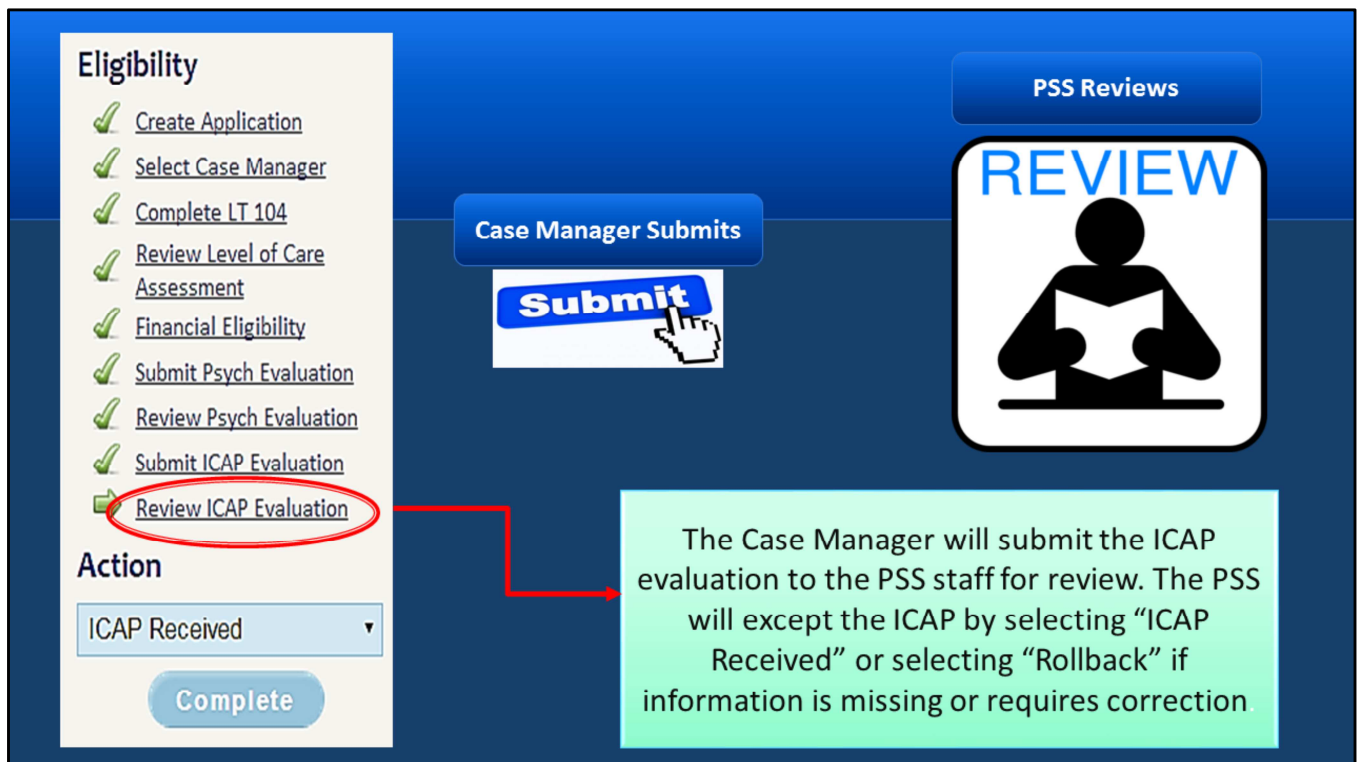 Eligibility
Create Application
Select Case Manager
Complete LT 104
Review Level of Care
Assessment
Financial Eligibility
Submit Psych Evaluation
Review Psych Evaluation
Submit ICAP Evaluation
Review ICAP Evaluation
Action
ICAP Received
Complete
Case Manager Submits
Submit
PSS Reviews
REVIEW
The Case Manager will submit the ICAP
evaluation to the PSS staff for review. The PSS
will except the ICAP by selecting “ICAP
Received” or selecting “Rollback” if
information is missing or requires correction.